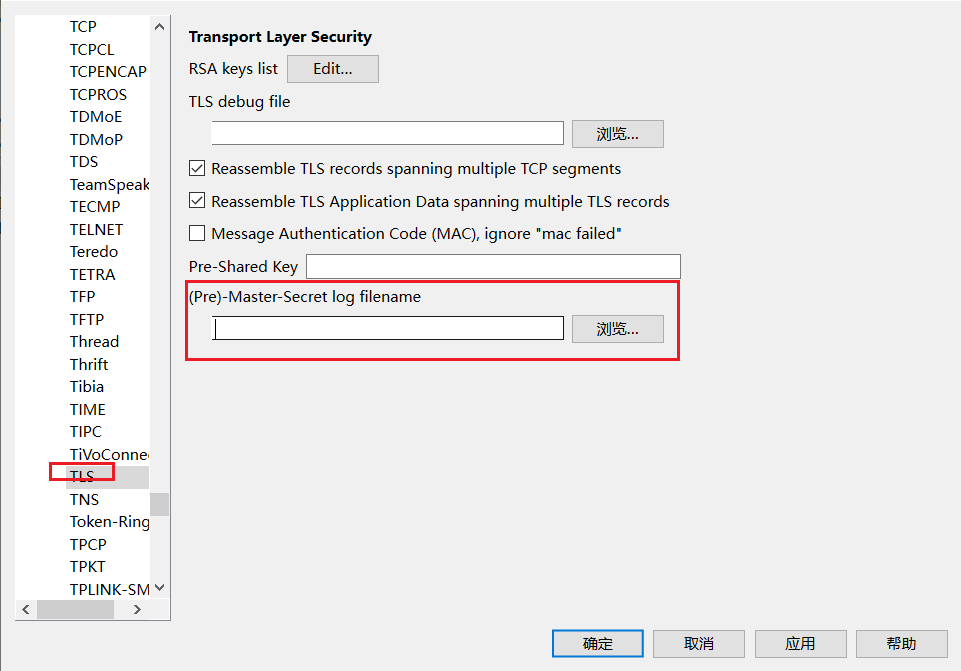 TCP
TCPCL
TCPENCAP
TCPROS
TDMoE
TDMoP
TDS
TeamSpeak
TECMP
TELNET
Teredo
TETRA
TFP
TFTP
Thread
Thrift
Tibia
TIME
TIPC
TiVoConne
TLS
TNS
Token-Ring
TPCP
TPKT
TPLINK-SM
Transport Layer Security
RSA keys list Edit...
TLS debug file
浏览...
Reassemble TLS records spanning multiple TCP segments
Reassemble TLS Application Data spanning multiple TLS records
Message Authentication Code (MAC), ignore "mac failed"
Pre-Shared Key
(Pre)-Master-Secret log filename
浏览...
确定 取消 应用 帮助